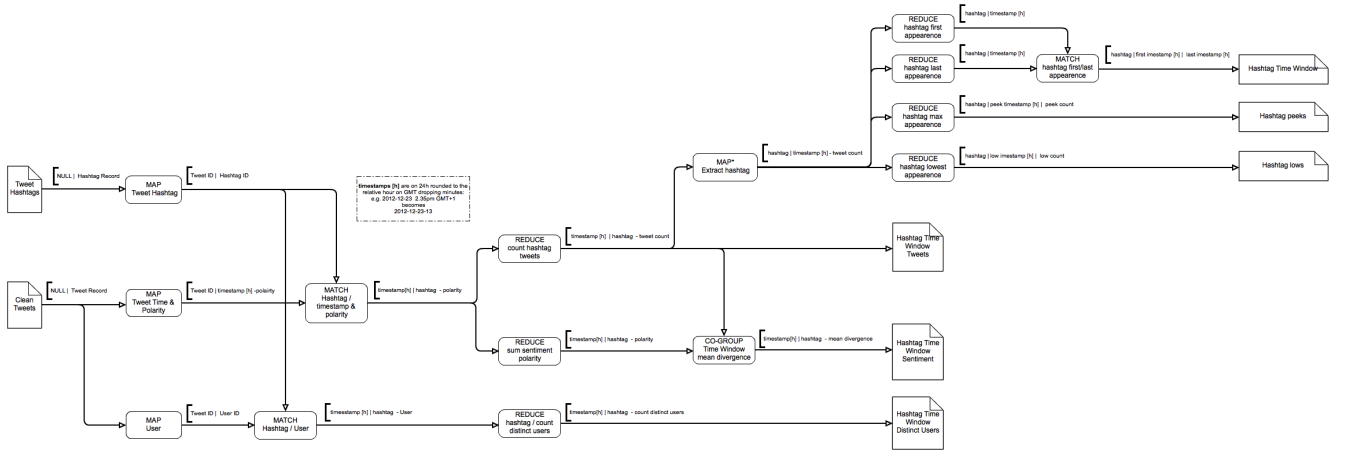 REDUCE
hashtag first
appearence
hashtag | timestamp [h]
REDUCE
hashtag last
appearence
hashtag | timestamp [h]
MATCH
hashtag first/last
appearence
hashtag | first imestamp [h] | last imestamp [h]
Hashtag Time Window
REDUCE
hashtag max
appearence
hashtag | peek timestamp [h] | peek count
Hashtag peeks
MAP*
Extract hashtag
hashtag | timestamp [h] - tweet count
REDUCE
hashtag lowest
appearence
hashtag | low imestamp [h] | low count
Hashtag lows
Tweet
Hashtags
NULL | Hashtag Record
MAP
Tweet Hashtag
Tweet ID | Hashtag ID
timestamps [h] are on 24h rounded to the
relative hour on GMT dropping minutes:
e.g. 2012-12-23 2.35pm GMT+1
becomes
2012-12-23-13
REDUCE
count hashtag
tweets
timestamp [h] | hashtag - tweet count
Hashtag Time
Window
Tweets
Clean
Tweets
NULL | Tweet Record
MAP
Tweet Time &
Polarity
Tweet ID | timestamp [h] -polairty
MATCH
Hashtag /
timestamp &
polarity
timestamp[h] | hashtag - polarity
REDUCE
sum sentiment
polarity
timestamp[h] | hashtag - polarity
CO-GROUP
Time Window
mean divergence
timestamp[h] | hashtag - mean divergence
Hashtag Time
Window
Sentiment
MAP
User
Tweet ID | User ID
MATCH
Hashtag / User
timesstamp [h] | hashtag - User
REDUCE
hashtag / count
distinct users
timestamp[h] | hashtag - count distinct users
Hashtag Time
Window
Distinct Users